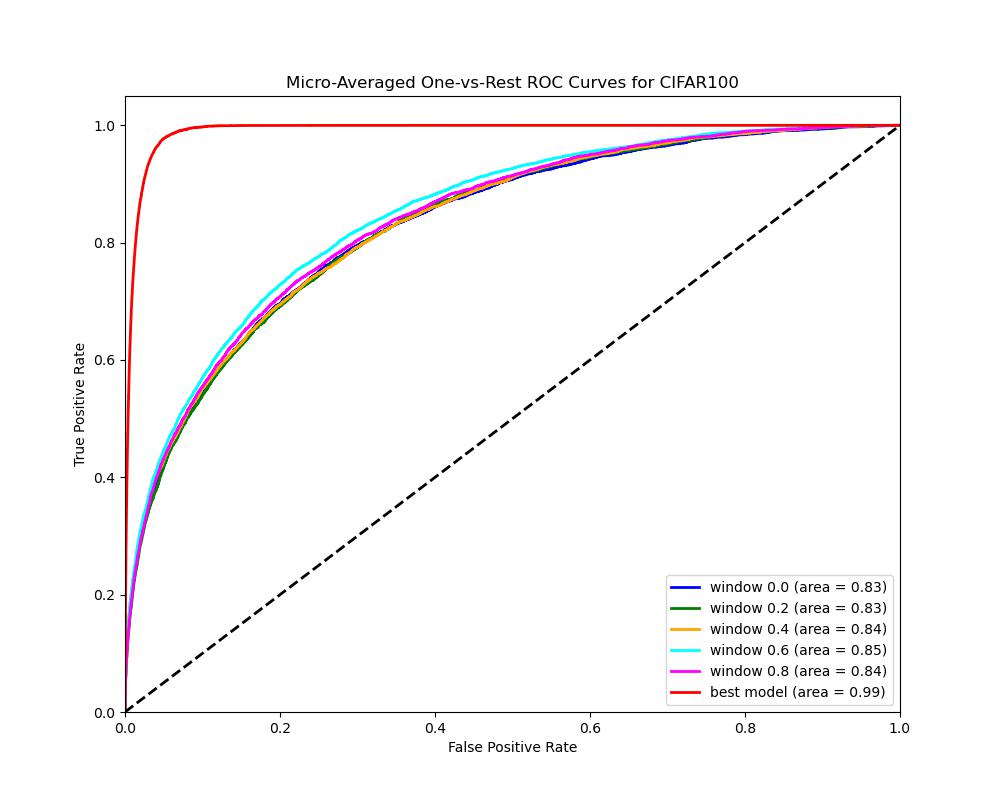 Micro-Averaged One-vs-Rest ROC Curves for CIFAR100
1.0
0.8
0.6
0.4
0.2
0.0
True Positive Rate
window 0.0 (area = 0.83)
window 0.2 (area = 0.83)
window 0.4 (area = 0.84)
window 0.6 (area = 0.85)
window 0.8 (area = 0.84)
best model (area = 0.99)
0.0 0.2 0.4 0.6 0.8 1.0
False Positive Rate